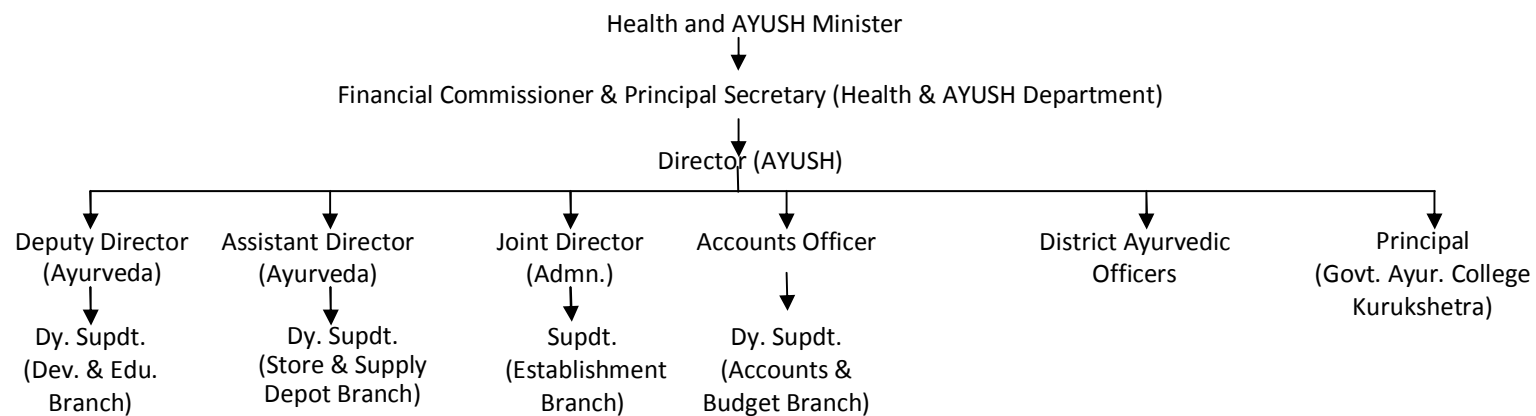 Health and AYUSH Minister
Financial Commissioner & Principal Secretary (Health & AYUSH Department)
Director (AYUSH)
Deputy Director
(Ayurveda)
Assistant Director
(Ayurveda)
Joint Director
(Admn.)
Accounts Officer
District Ayurvedic
Officers
Principal
(Govt. Ayur. College
Kurukshetra)
Dy. Supdt.
(Dev. & Edu.
Branch)
Dy. Supdt.
(Store & Supply
Depot Branch)
Supdt.
(Establishment
Branch)
Dy. Supdt.
(Accounts &
Budget Branch)